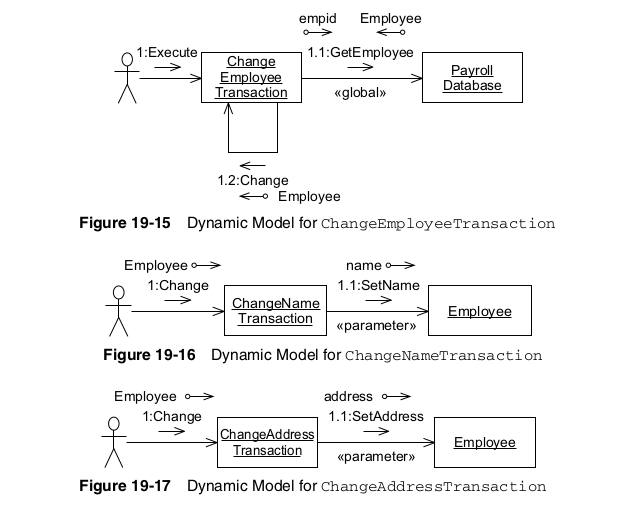 empid Employee
1:Execute 1.1:GetEmployee
Change
Employee
Transaction
Payroll
Database
«global»
1.2:Change
Employee
Figure 19-15 Dynamic Model for ChangeEmployeeTransaction
Employee name
1:Change 1.1:SetName
ChangeName
Transaction
Employee
«parameter»
Figure 19-16 Dynamic Model for ChangeNameTransaction
Employee address
1:Change 1.1:SetAddress
ChangeAddress
Transaction
Employee
«parameter»
Figure 19-17 Dynamic Model for ChangeAddressTransaction